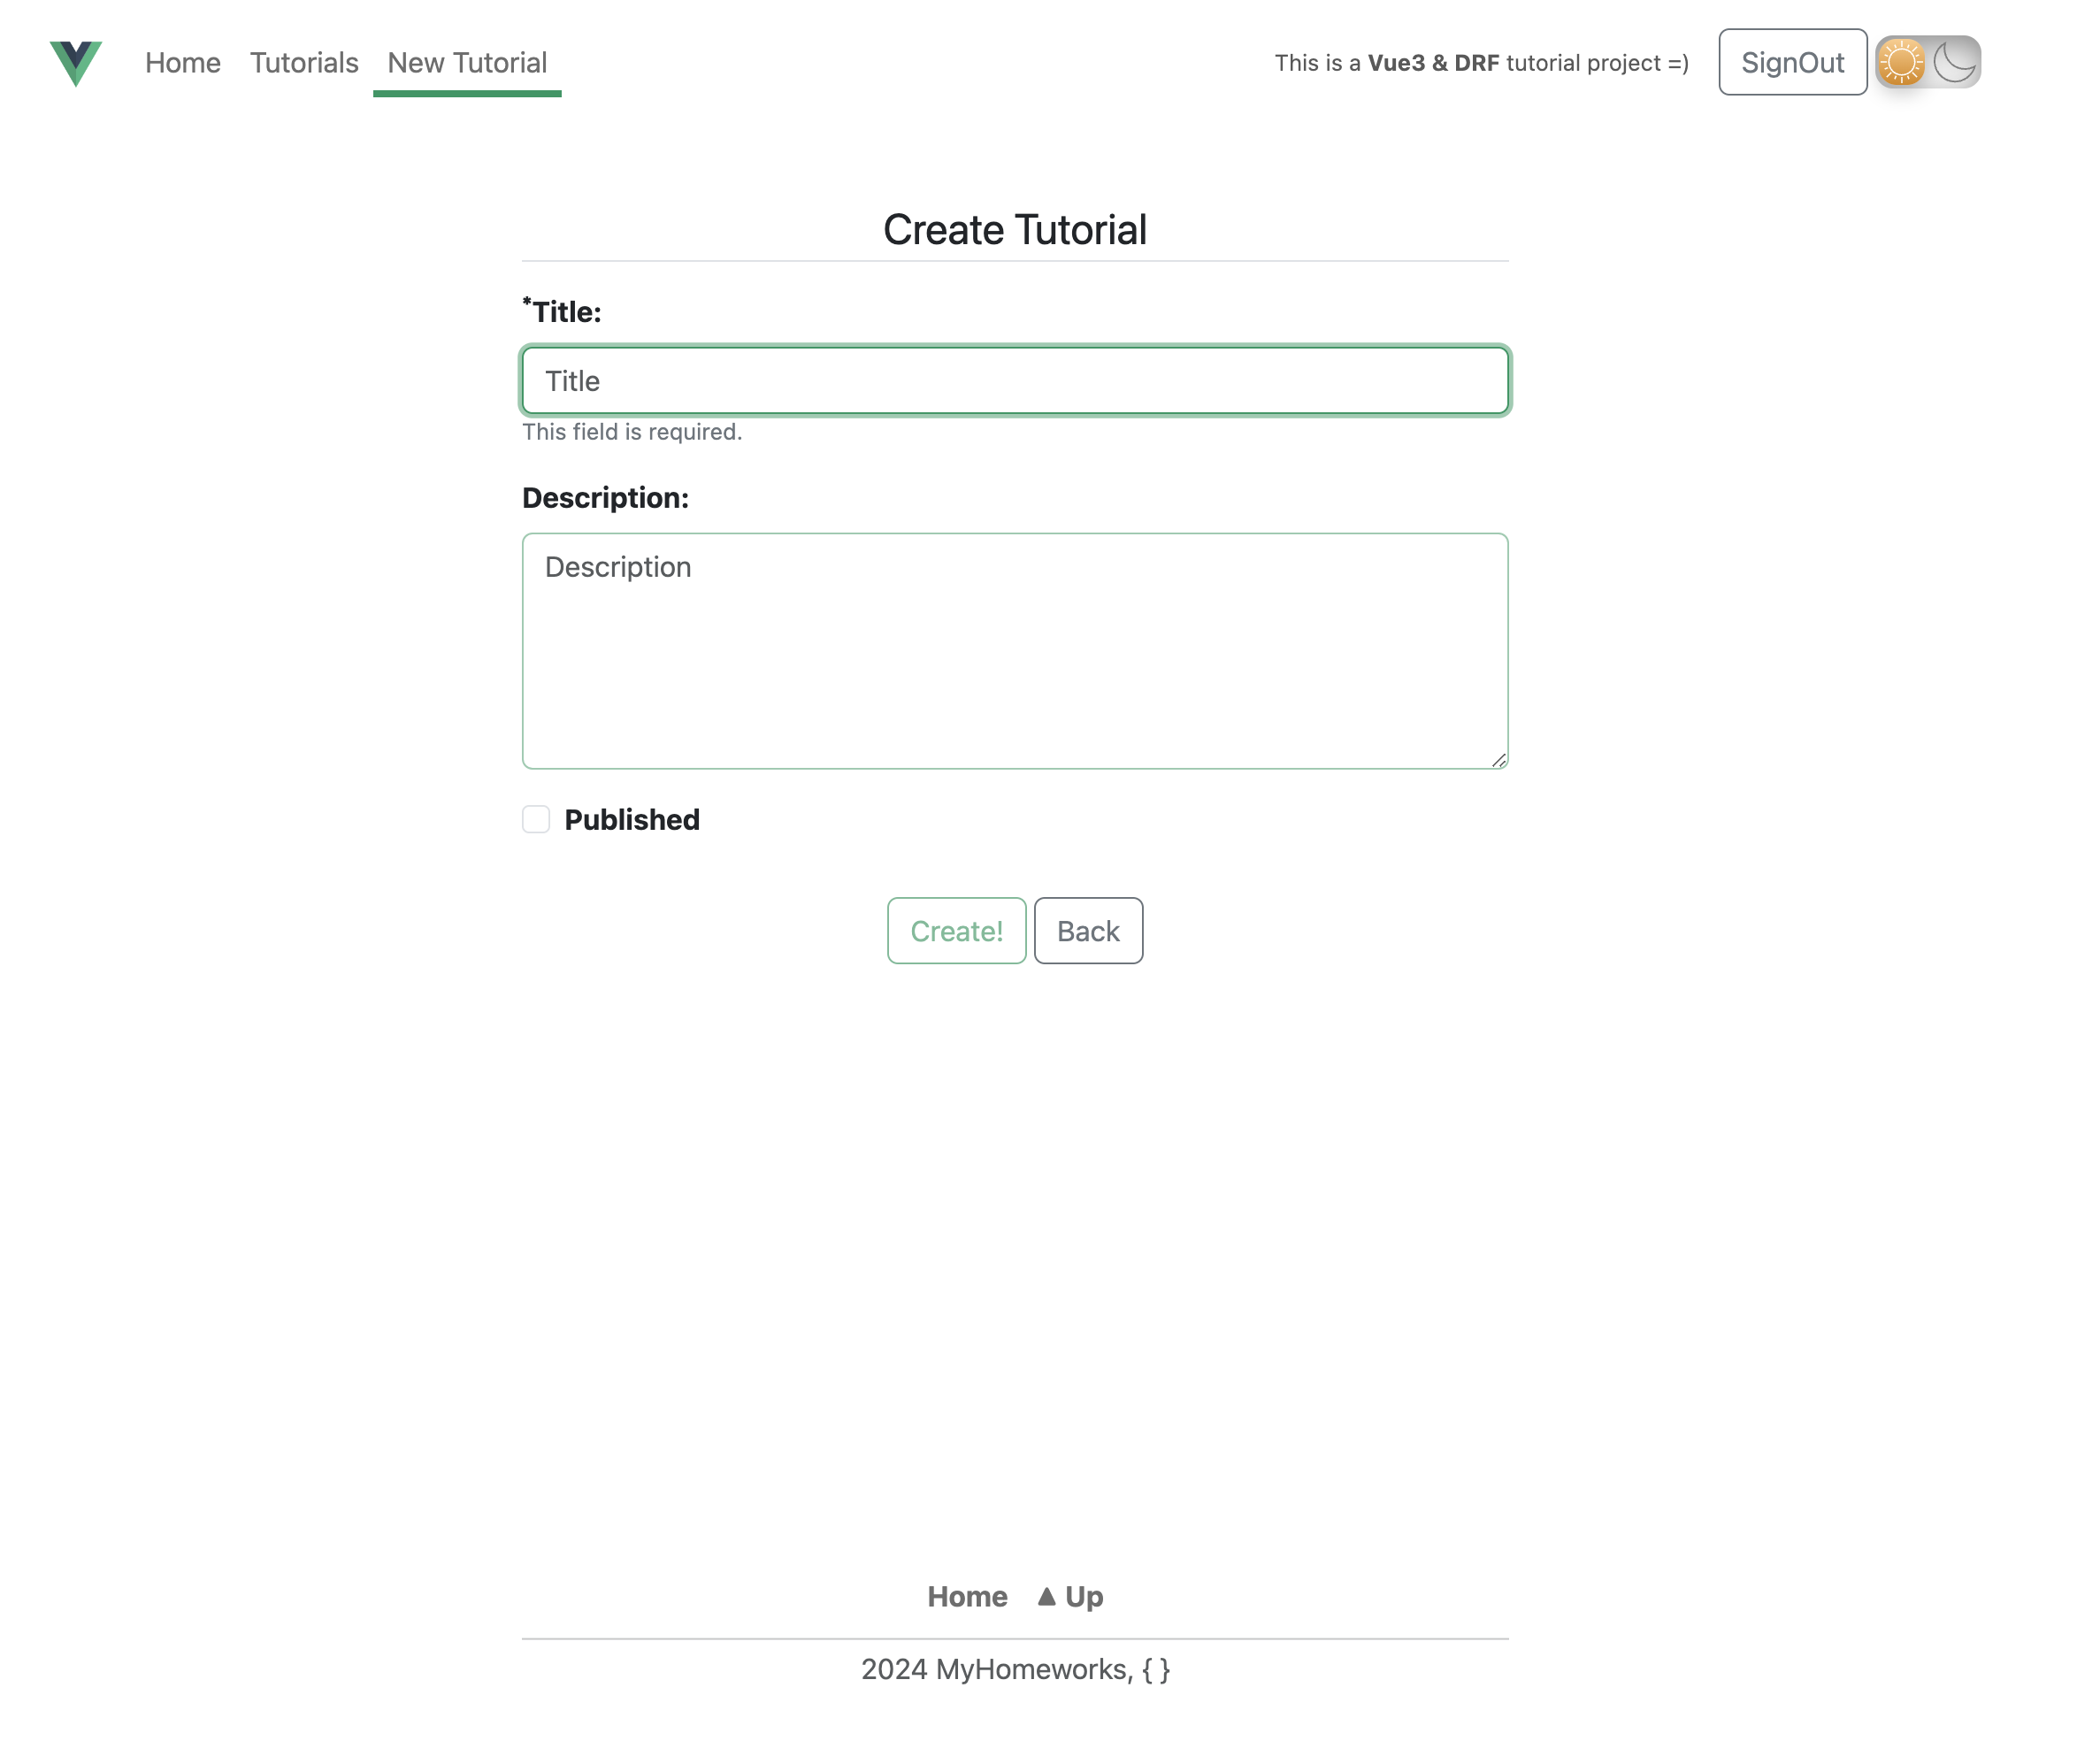 Home Tutorials New Tutorial This is a Vue3 & DRF tutorial project =) SignOut
Create Tutorial
*Title:
Title
This field is required.
Description:
Description
Published
Create! Back
Home ▲ Up
2024 MyHomeworks, { }